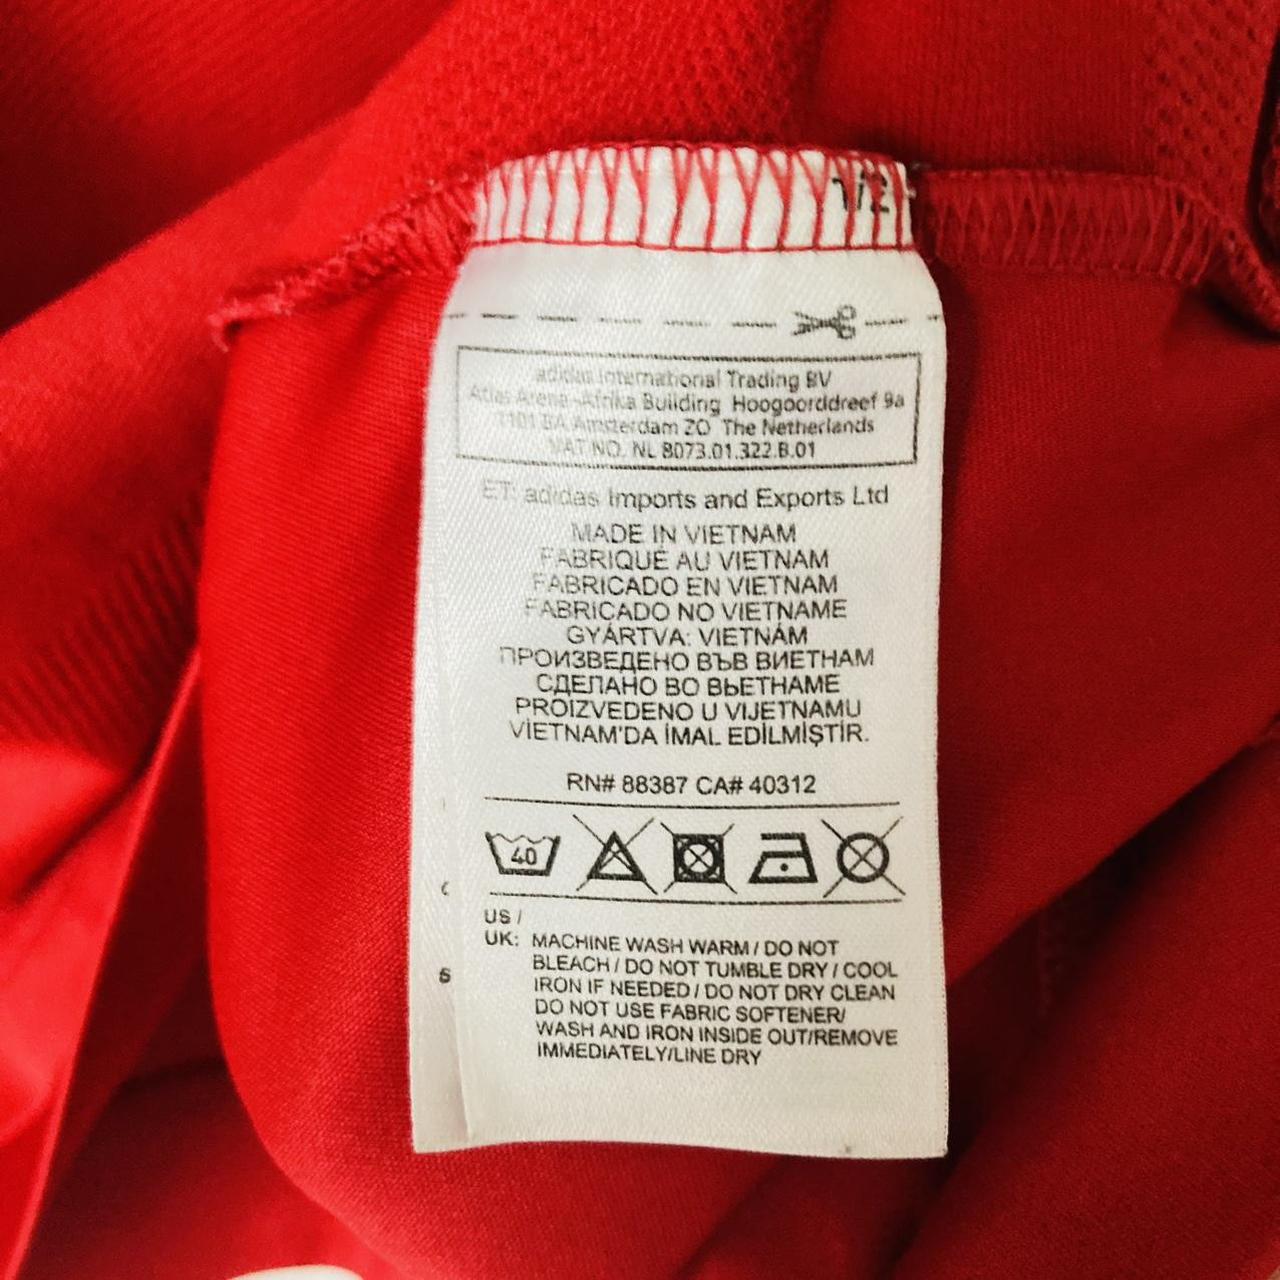 1/2
adidas International Trading BV
Atlas Arena -Afrika Building Hoogoorddreef 9a
1101 BA Amsterdam ZO The Netherlands
VAT NO. NL 8073.01.322.B.01
ET: adidas Imports and Exports Ltd
MADE IN VIETNAM
FABRIQUÉ AU VIETNAM
FABRICADO EN VIETNAM
FABRICADO NO VIETNAME
GYÁRTVA: VIETNÁM
ПРОИЗВЕДЕНО ВЪВ ВИЕТНАМ
СДЕЛАНО ВО ВЬЕТНАМЕ
PROIZVEDENO U VIJETNAMU
VİETNAM'DA İMAL EDİLMİŞTİR.
RN# 88387 CA# 40312
40
US /
UK: MACHINE WASH WARM / DO NOT
BLEACH / DO NOT TUMBLE DRY / COOL
IRON IF NEEDED / DO NOT DRY CLEAN
DO NOT USE FABRIC SOFTENER/
WASH AND IRON INSIDE OUT/REMOVE
IMMEDIATELY/LINE DRY